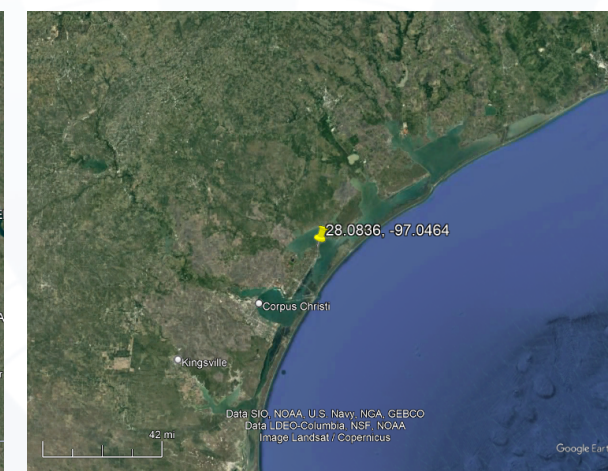 28.0836, -97.0464
Corpus Christi
Kingsville
Data SIO, NOAA, U.S. Navy, NGA, GEBCO
Data LDEO-Columbia, NSF, NOAA
Image Landsat / Copernicus
42 mi
Google Eart